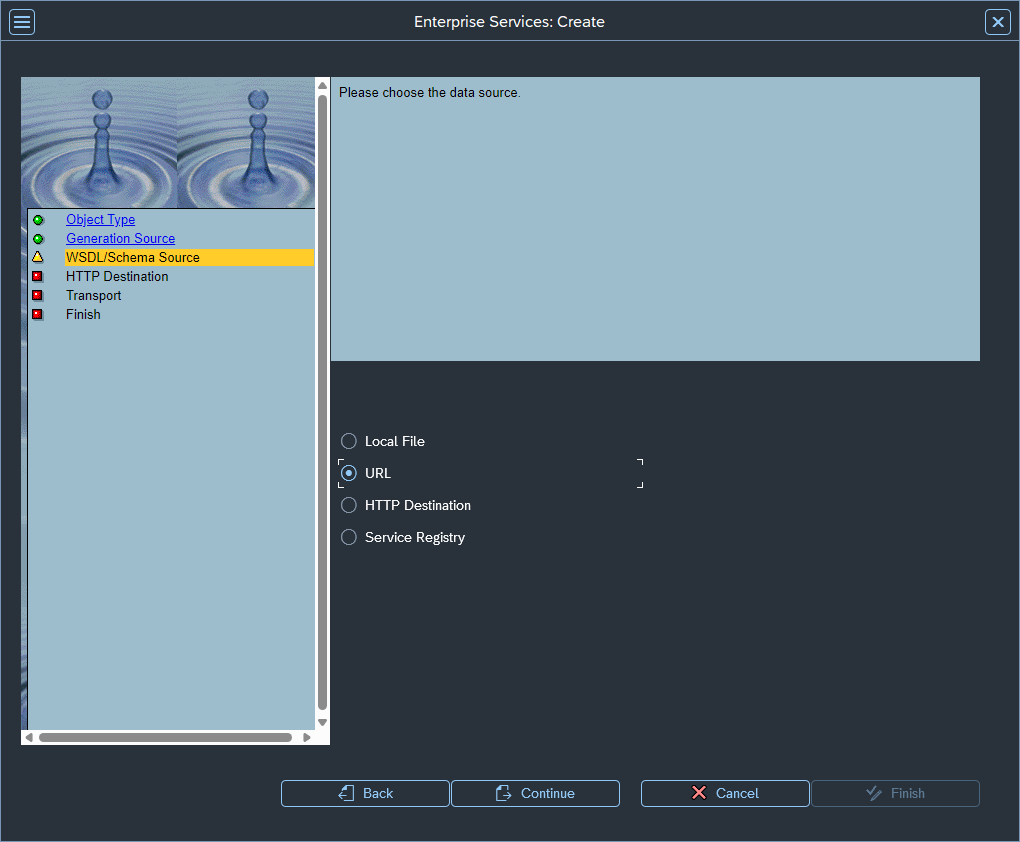 Enterprise Services: Create
Please choose the data source.
Object Type
Generation Source
WSDL/Schema Source
HTTP Destination
Transport
Finish
Local File
URL
HTTP Destination
Service Registry
Back
Continue
Cancel
Finish